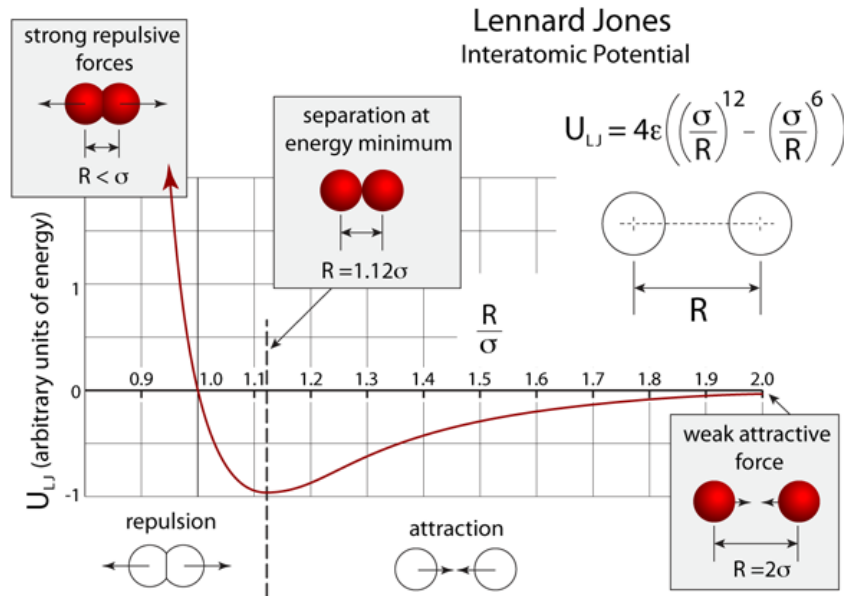 Lennard Jones
Interatomic Potential
strong repulsive
forces
R < σ
separation at
energy minimum
R =1.12σ
U_LJ = 4ε((σ/R)^12 − (σ/R)^6)
R
U_LJ (arbitrary units of energy)
1
0
-1
R/σ
0.9 1.0 1.1 1.2 1.3 1.4 1.5 1.6 1.7 1.8 1.9 2.0
weak attractive
force
R =2σ
repulsion
attraction